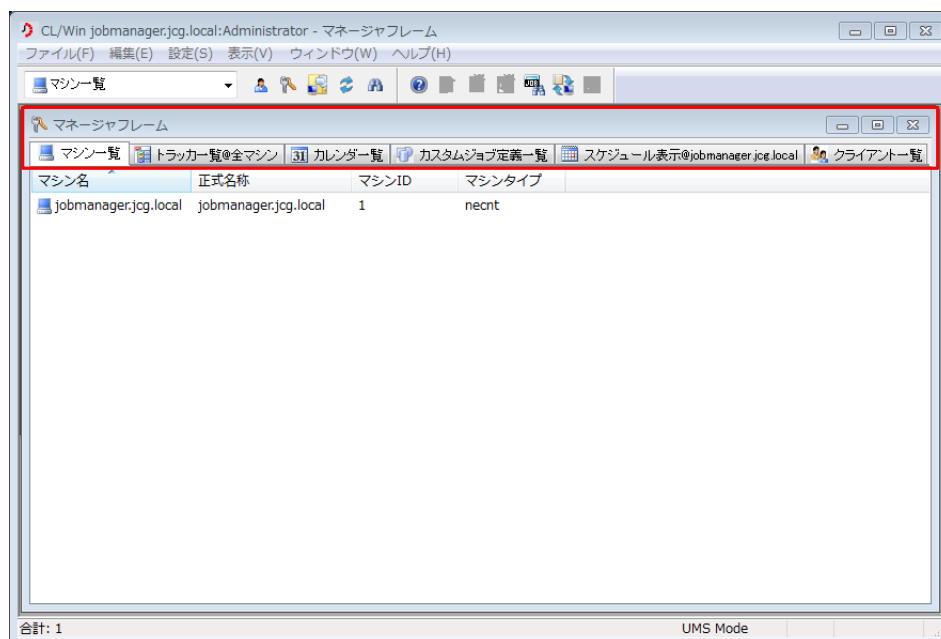 CL/Win jobmanager.jcg.local:Administrator - マネージャフレーム
ファイル(F) 編集(E) 設定(S) 表示(V) ウィンドウ(W) ヘルプ(H)
マシン一覧
マネージャフレーム
マシン一覧 トラッカ一覧@全マシン 31 カレンダ一覧 カスタムジョブ定義一覧 スケジュール表示@jobmanager.jcg.local クライアント一覧
マシン名 正式名称 マシンID マシンタイプ
jobmanager.jcg.local jobmanager.jcg.local 1 necnt
合計: 1 UMS Mode